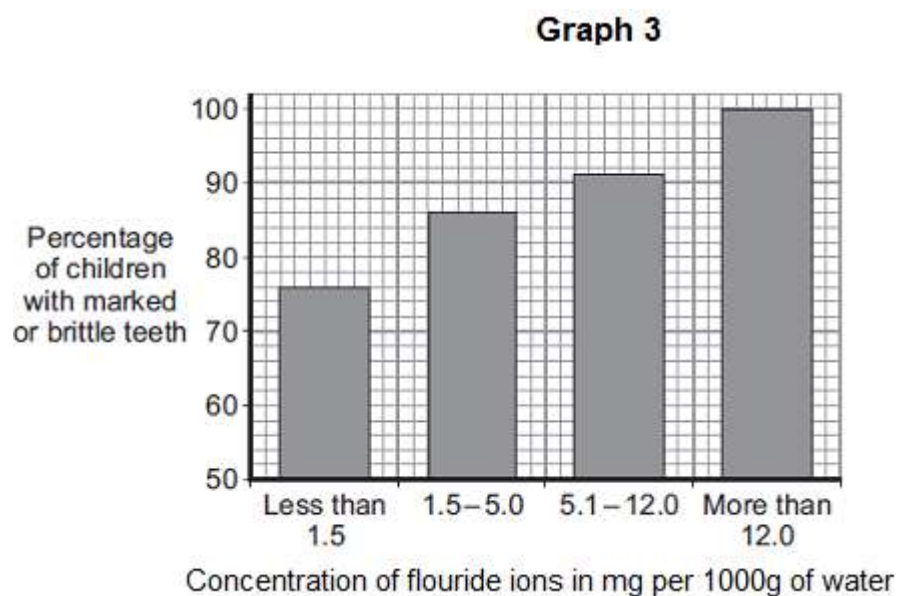 Graph 3
100
90
80
70
60
50
Percentage
of children
with marked
or brittle teeth
Less than
1.5
1.5–5.0
5.1–12.0
More than
12.0
Concentration of flouride ions in mg per 1000g of water